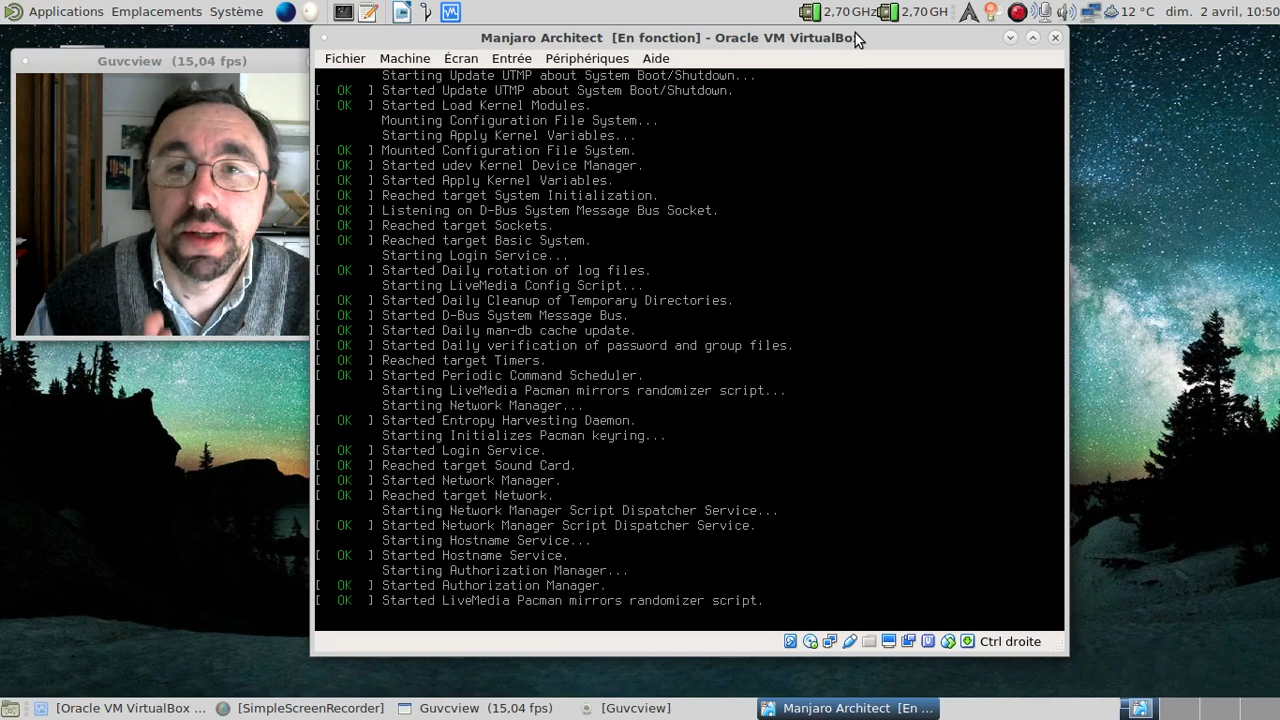 Applications Emplacements Système 2,70 GHz 2,70 GH 12 °C dim. 2 avril, 10:50
Guvcview (15,04 fps)
Manjaro Architect [En fonction] - Oracle VM VirtualBox
Fichier Machine Écran Entrée Périphériques Aide
Starting Update UTMP about System Boot/Shutdown...
[ OK ] Started Update UTMP about System Boot/Shutdown.
[ OK ] Started Load Kernel Modules.
Mounting Configuration File System...
Starting Apply Kernel Variables...
[ OK ] Mounted Configuration File System.
[ OK ] Started udev Kernel Device Manager.
[ OK ] Started Apply Kernel Variables.
[ OK ] Reached target System Initialization.
[ OK ] Listening on D-Bus System Message Bus Socket.
[ OK ] Reached target Sockets.
[ OK ] Reached target Basic System.
Starting Login Service...
[ OK ] Started Daily rotation of log files.
Starting LiveMedia Config Script...
[ OK ] Started Daily Cleanup of Temporary Directories.
[ OK ] Started D-Bus System Message Bus.
[ OK ] Started Daily man-db cache update.
[ OK ] Started Daily verification of password and group files.
[ OK ] Reached target Timers.
[ OK ] Started Periodic Command Scheduler.
Starting LiveMedia Pacman mirrors randomizer script...
Starting Network Manager...
[ OK ] Started Entropy Harvesting Daemon.
Starting Initializes Pacman keyring...
[ OK ] Started Login Service.
[ OK ] Reached target Sound Card.
[ OK ] Started Network Manager.
[ OK ] Reached target Network.
Starting Network Manager Script Dispatcher Service...
[ OK ] Started Network Manager Script Dispatcher Service.
Starting Hostname Service...
[ OK ] Started Hostname Service.
Starting Authorization Manager...
[ OK ] Started Authorization Manager.
[ OK ] Started LiveMedia Pacman mirrors randomizer script.
Ctrl droite
[Oracle VM VirtualBox ... [SimpleScreenRecorder] Guvcview (15,04 fps) [Guvcview] Manjaro Architect [En ...